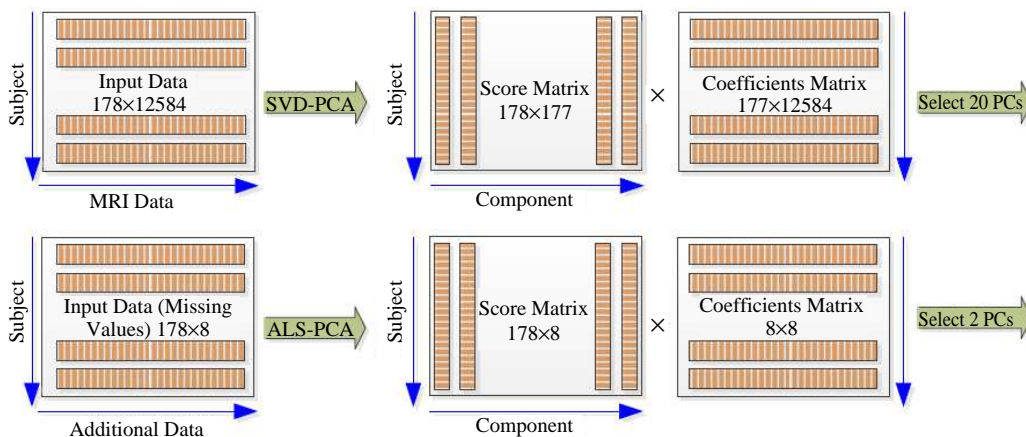 Subject
Input Data
178×12584
MRI Data
SVD-PCA
Subject
Score Matrix
178×177
Component
×
Coefficients Matrix
177×12584
Select 20 PCs
Subject
Input Data (Missing
Values) 178×8
Additional Data
ALS-PCA
Subject
Score Matrix
178×8
Component
×
Coefficients Matrix
8×8
Select 2 PCs